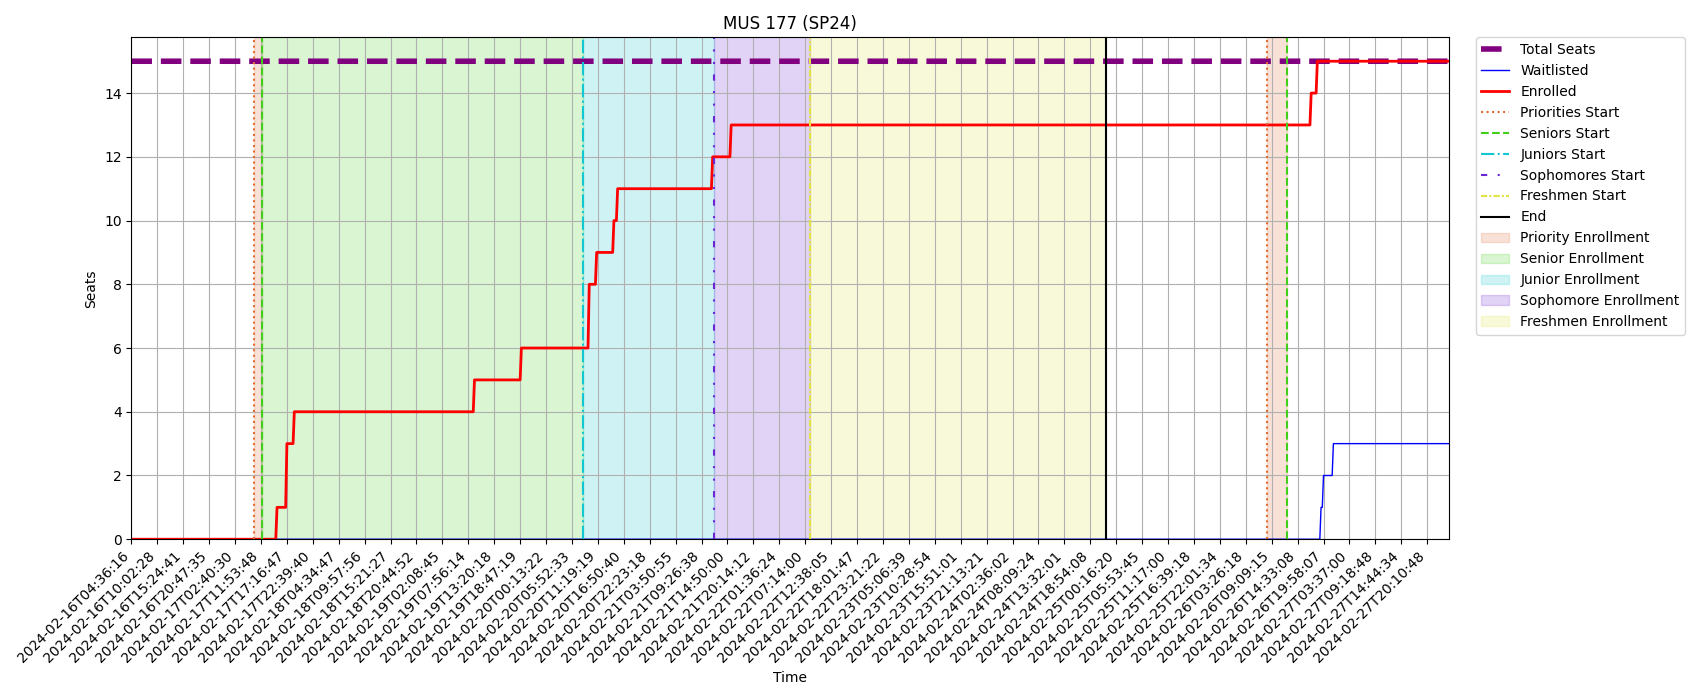 MUS 177 (SP24)
Seats
14
12
10
8
6
4
2
0
2024-02-16T04:36:16
2024-02-16T10:02:28
2024-02-16T15:24:41
2024-02-16T20:47:35
2024-02-17T02:40:30
2024-02-17T11:53:48
2024-02-17T17:16:47
2024-02-17T22:39:40
2024-02-18T04:34:47
2024-02-18T09:57:56
2024-02-18T15:21:27
2024-02-18T20:44:52
2024-02-19T02:08:45
2024-02-19T07:56:14
2024-02-19T13:20:18
2024-02-19T18:47:19
2024-02-20T00:13:22
2024-02-20T05:52:33
2024-02-20T11:19:19
2024-02-20T16:50:40
2024-02-20T22:23:18
2024-02-21T03:50:55
2024-02-21T09:26:38
2024-02-21T14:50:00
2024-02-21T20:14:12
2024-02-22T01:36:24
2024-02-22T07:14:00
2024-02-22T12:38:05
2024-02-22T18:01:47
2024-02-22T23:21:22
2024-02-23T05:06:39
2024-02-23T10:28:54
2024-02-23T15:51:01
2024-02-23T21:13:21
2024-02-24T02:36:02
2024-02-24T08:09:24
2024-02-24T13:32:01
2024-02-24T18:54:08
2024-02-25T00:16:20
2024-02-25T05:53:45
2024-02-25T11:17:00
2024-02-25T16:39:18
2024-02-25T22:01:34
2024-02-26T03:26:18
2024-02-26T09:09:15
2024-02-26T14:33:08
2024-02-26T19:58:07
2024-02-27T03:37:00
2024-02-27T09:18:48
2024-02-27T14:44:34
2024-02-27T20:10:48
Time
Total Seats
Waitlisted
Enrolled
Priorities Start
Seniors Start
Juniors Start
Sophomores Start
Freshmen Start
End
Priority Enrollment
Senior Enrollment
Junior Enrollment
Sophomore Enrollment
Freshmen Enrollment